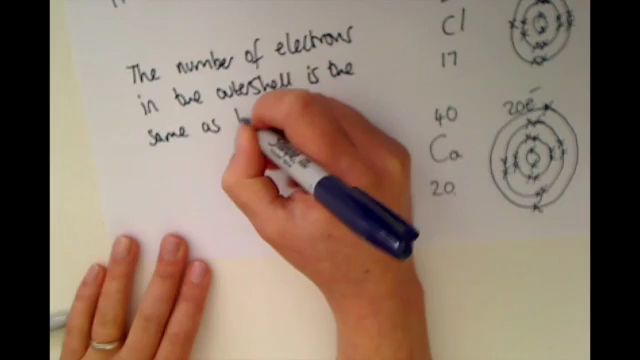 The number of electrons
in the outershell is the
same as
Cl
17
20e⁻
40
Ca
20